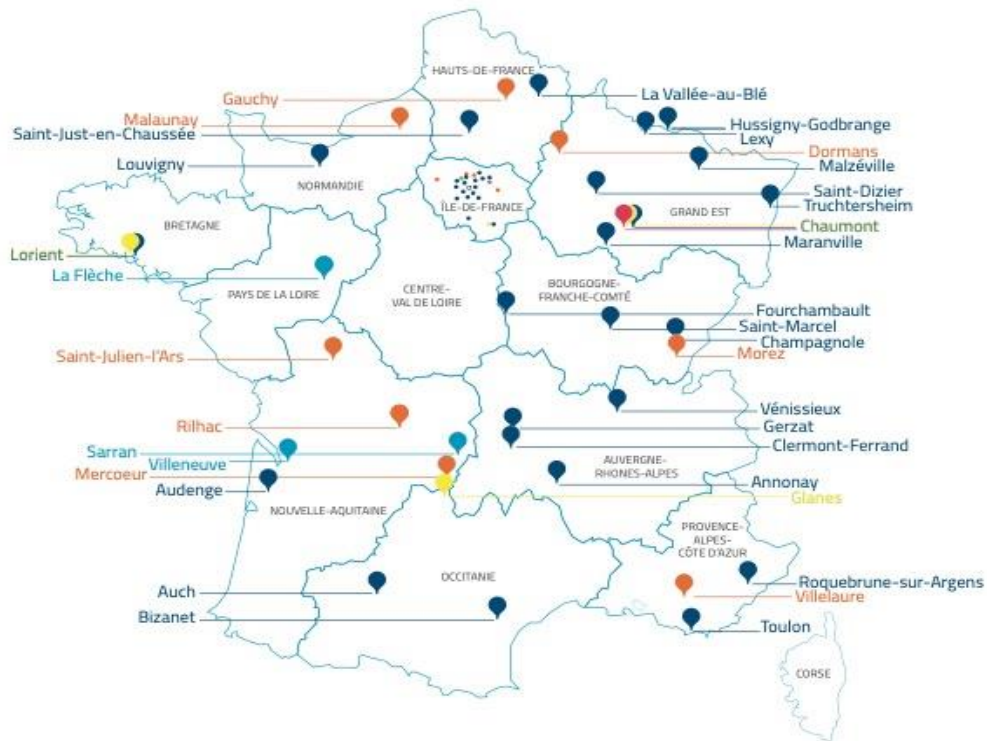 HAUTS-DE-FRANCE
La Vallée-au-Blé
Gauchy
Malaunay
Saint-Just-en-Chaussée
Hussigny-Godbrange
Lexy
Dormans
Louvigny
Malzéville
NORMANDIE
Saint-Dizier
Truchtersheim
ÎLE-DE-FRANCE
GRAND EST
BRETAGNE
Chaumont
Maranville
Lorient
La Flèche
PAYS DE LA LOIRE
CENTRE-
VAL DE LOIRE
BOURGOGNE-
FRANCHE-COMTÉ
Fourchambault
Saint-Marcel
Champagnole
Morez
Saint-Julien-l'Ars
Vénissieux
Rilhac
Gerzat
Clermont-Ferrand
Sarran
Villeneuve
AUVERGNE-
RHONES-ALPES
Mercoeur
Annonay
Audenge
Glanes
NOUVELLE-AQUITAINE
PROVENCE-
ALPES-
CÔTE D'AZUR
OCCITANIE
Roquebrune-sur-Argens
Auch
Villelaure
Bizanet
Toulon
CORSE